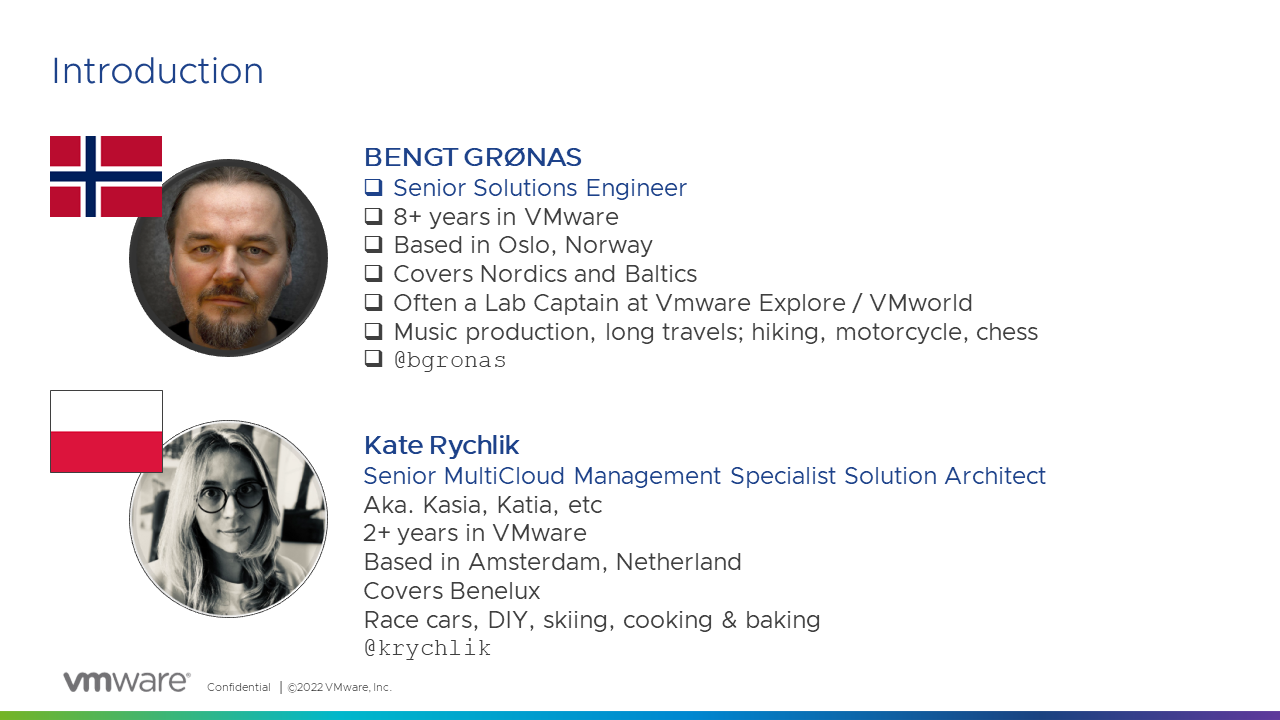 Introduction
BENGT GRØNAS
❑ Senior Solutions Engineer
❑ 8+ years in VMware
❑ Based in Oslo, Norway
❑ Covers Nordics and Baltics
❑ Often a Lab Captain at Vmware Explore / VMworld
❑ Music production, long travels; hiking, motorcycle, chess
❑ @bgronas
Kate Rychlik
Senior MultiCloud Management Specialist Solution Architect
Aka. Kasia, Katia, etc
2+ years in VMware
Based in Amsterdam, Netherland
Covers Benelux
Race cars, DIY, skiing, cooking & baking
@krychlik
vmware® Confidential | ©2022 VMware, Inc.